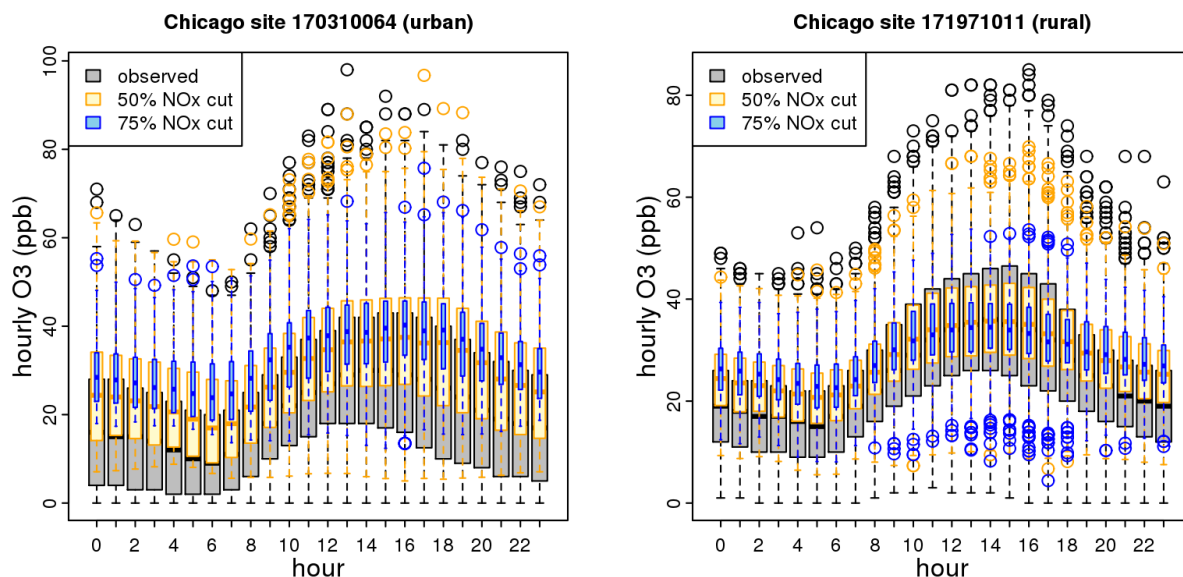 Chicago site 170310064 (urban)
observed
50% NOx cut
75% NOx cut
hourly O3 (ppb)
0 20 40 60 80 100
0 2 4 6 8 10 12 14 16 18 20 22
hour
Chicago site 171971011 (rural)
observed
50% NOx cut
75% NOx cut
hourly O3 (ppb)
0 20 40 60 80
0 2 4 6 8 10 12 14 16 18 20 22
hour